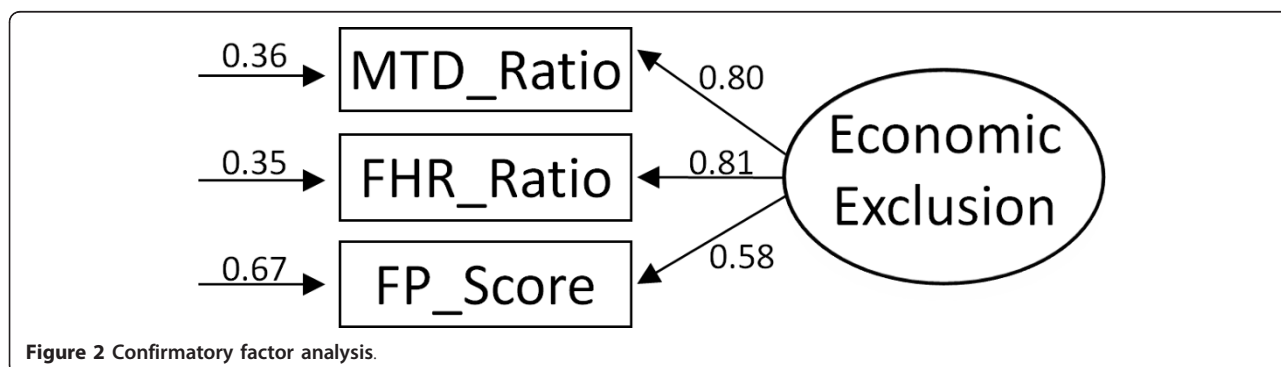 0.36
MTD_Ratio
0.80
0.35
FHR_Ratio
0.81
Economic
Exclusion
0.67
FP_Score
0.58
Figure 2 Confirmatory factor analysis.